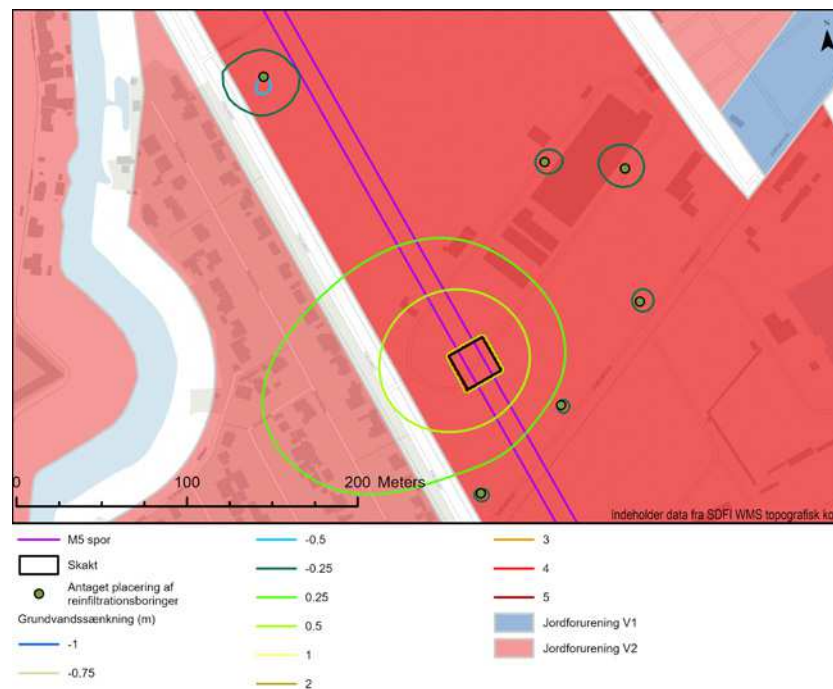 0 100 200 Meters
Indeholder data fra SDFI WMS topografisk ko
M5 spor
Skakt
Antaget placering af
reinfiltrationsboringer
Grundvandssænkning (m)
-1
-0.75
-0.5
-0.25
0.25
0.5
1
2
3
4
5
Jordforurening V1
Jordforurening V2